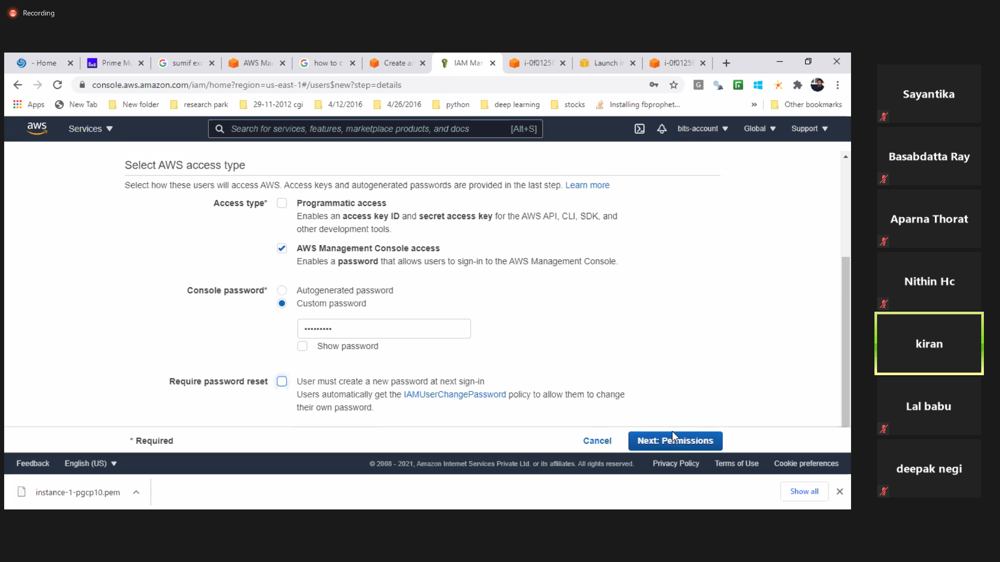 Recording
- Home
Prime M
sumif exc
AWS Ma
how to c
Create a
IAM Mar
i-0f01256
Launch in
i-0f0125
console.aws.amazon.com/iam/home?region=us-east-1#/users$new?step=details
Apps
New Tab
New folder
research park
29-11-2012 cgi
4/12/2016
4/26/2016
python
deep learning
stocks
Installing fbprophet...
»
Other bookmarks
aws
Services
Search for services, features, marketplace products, and docs
[Alt+S]
bits-account
Global
Support
Select AWS access type
Select how these users will access AWS. Access keys and autogenerated passwords are provided in the last step. Learn more
Access type*
Programmatic access
Enables an access key ID and secret access key for the AWS API, CLI, SDK, and
other development tools.
AWS Management Console access
Enables a password that allows users to sign-in to the AWS Management Console.
Console password*
Autogenerated password
Custom password
•••••••••
Show password
Require password reset
User must create a new password at next sign-in
Users automatically get the IAMUserChangePassword policy to allow them to change
their own password.
* Required
Cancel
Next: Permissions
Feedback
English (US)
© 2008 - 2021, Amazon Internet Services Private Ltd. or its affiliates. All rights reserved.
Privacy Policy
Terms of Use
Cookie preferences
instance-1-pgcp10.pem
Show all
Sayantika
Basabdatta Ray
Aparna Thorat
Nithin Hc
kiran
Lal babu
deepak negi